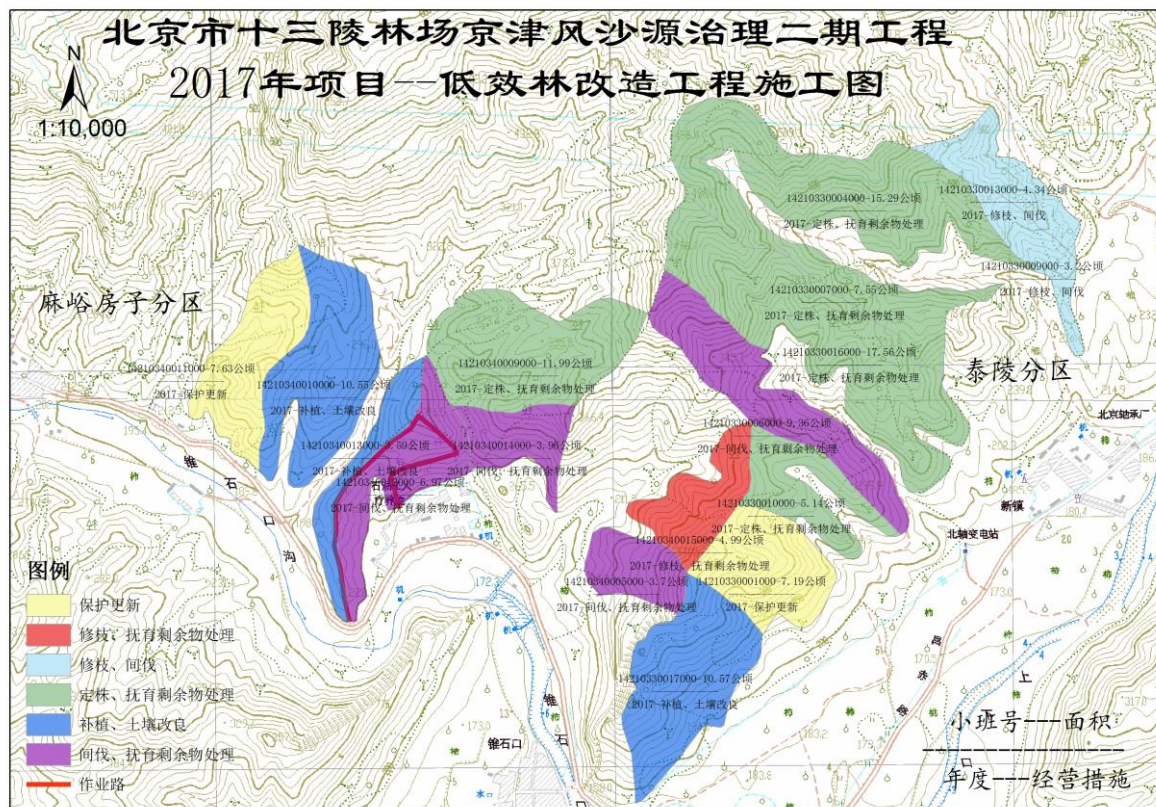 北京市十三陵林场京津风沙源治理二期工程
2017年项目--低效林改造工程施工图
N
1:10,000
麻峪房子分区
泰陵分区
14210330004000-15.29公顷
2017-定株、抚育剩余物处理
14210330013000-4.34公顷
2017-修枝、间伐
14210330009000-3.2公顷
2017-修枝、间伐
14210330007000-7.55公顷
2017-定株、抚育剩余物处理
14210330016000-17.56公顷
2017-定株、抚育剩余物处理
14210340009000-11.99公顷
2017-定株、抚育剩余物处理
14210340011000-7.63公顷
2017-保护更新
14210340010000-10.55公顷
2017-补植、土壤改良
14210340013000-3.59公顷
2017-补植、土壤改良
14210340014000-3.96公顷
2017-间伐、抚育剩余物处理
2017-间伐、抚育剩余物处理
14210330006000-9.36公顷
2017-间伐、抚育剩余物处理
14210330010000-5.14公顷
2017-定株、抚育剩余物处理
14210340015000-4.99公顷
2017-修枝、抚育剩余物处理
14210340005000-3.7公顷
2017-间伐、抚育剩余物处理
14210330001000-7.19公顷
2017-保护更新
14210330017000-10.57公顷
2017-补植、土壤改良
北京轴承厂
新镇
北轴变电站
锥石口沟
锥石口
图例
保护更新
修枝、抚育剩余物处理
修枝、间伐
定株、抚育剩余物处理
补植、土壤改良
间伐、抚育剩余物处理
作业路
小班号---面积
年度---经营措施